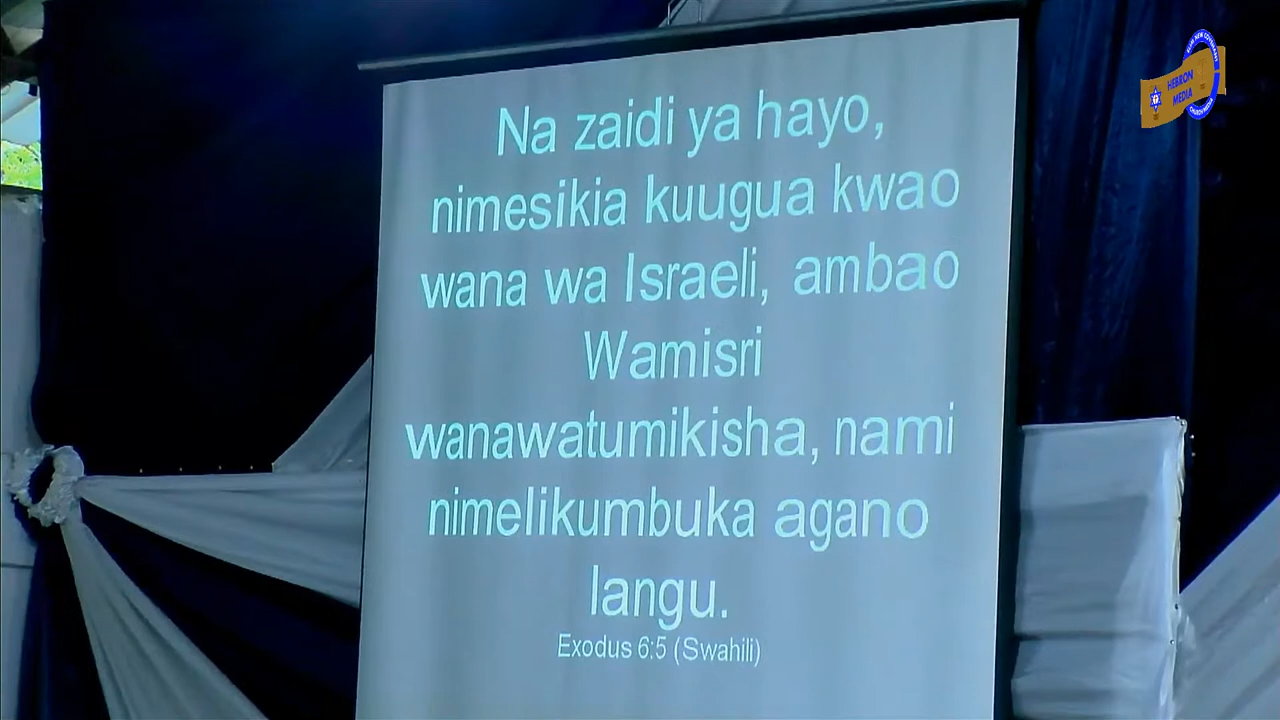 Na zaidi ya hayo,
nimesikia kuugua kwao
wana wa Israeli, ambao
Wamisri
wanawatumikisha, nami
nimelikumbuka agano
langu.
Exodus 6:5 (Swahili)
HEBRON
MEDIA